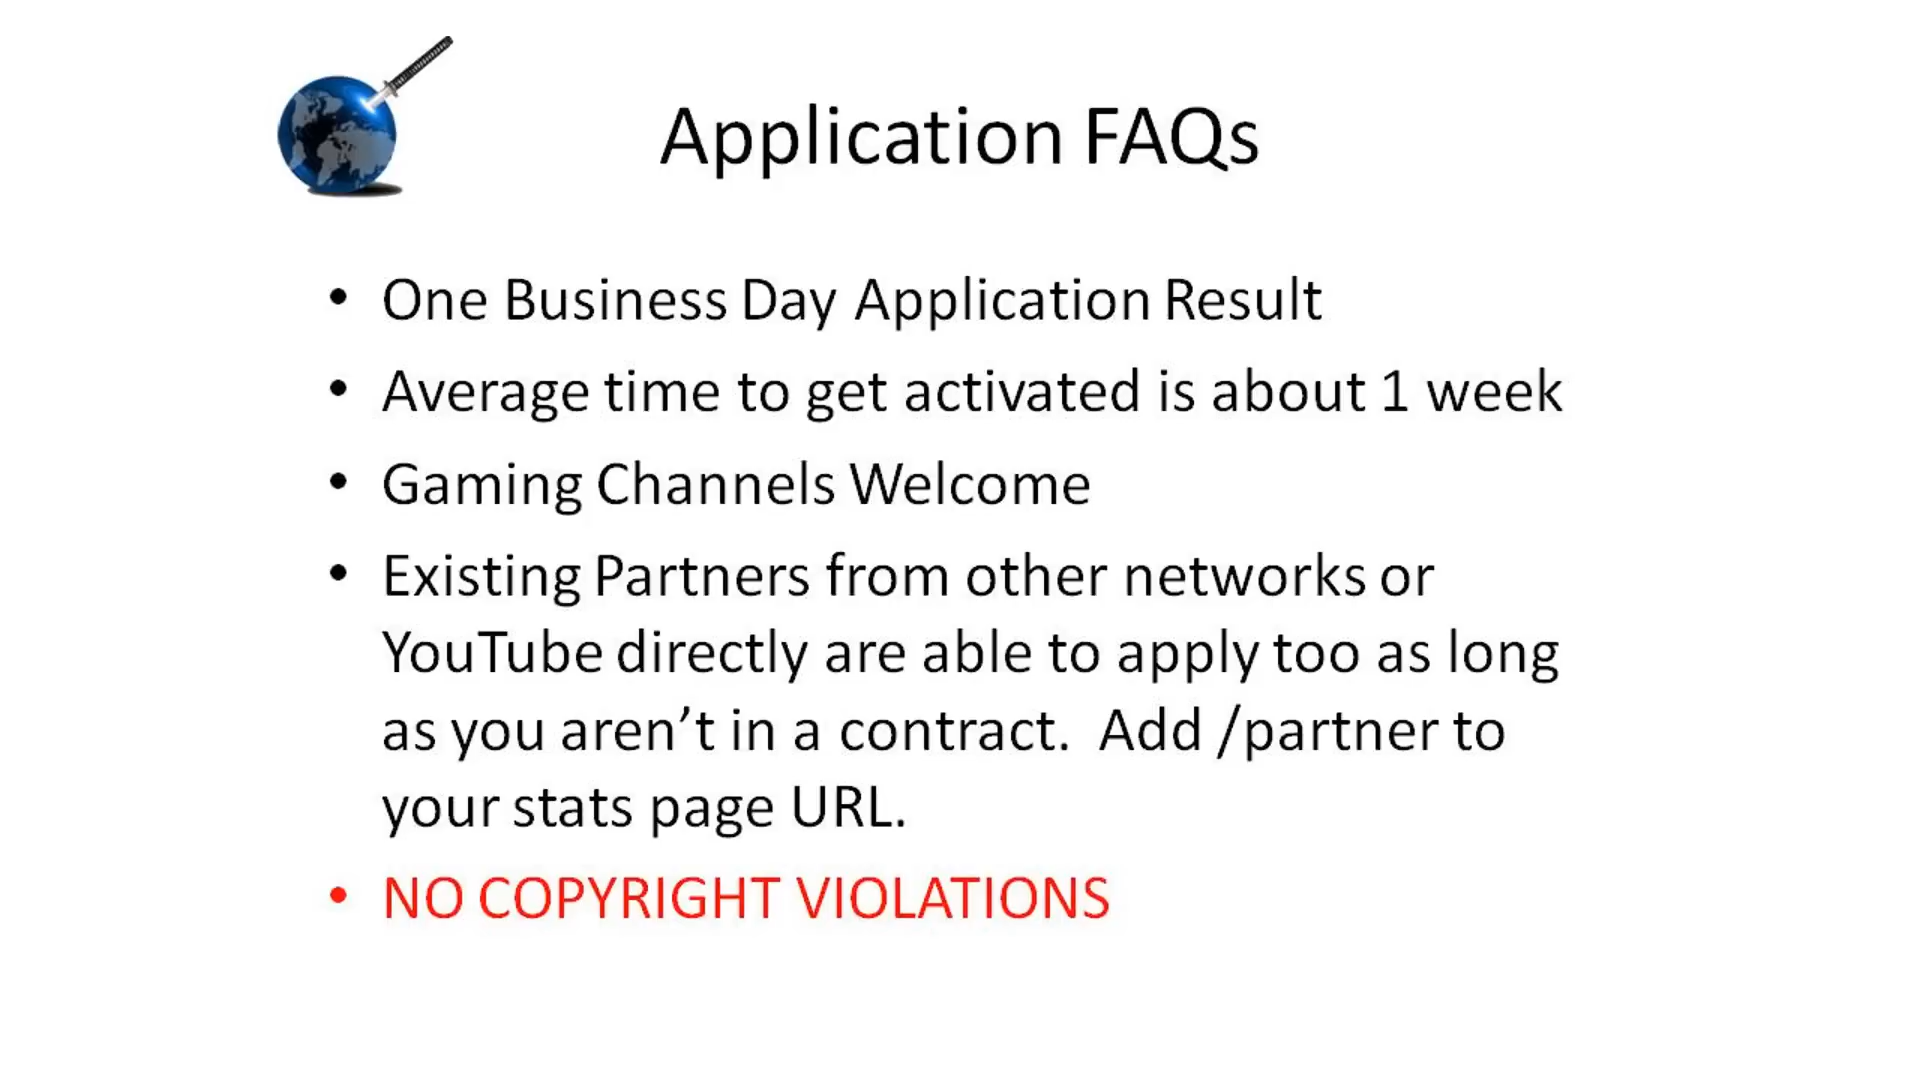 Application FAQs
• One Business Day Application Result
• Average time to get activated is about 1 week
• Gaming Channels Welcome
• Existing Partners from other networks or
YouTube directly are able to apply too as long
as you aren’t in a contract.  Add /partner to
your stats page URL.
• NO COPYRIGHT VIOLATIONS